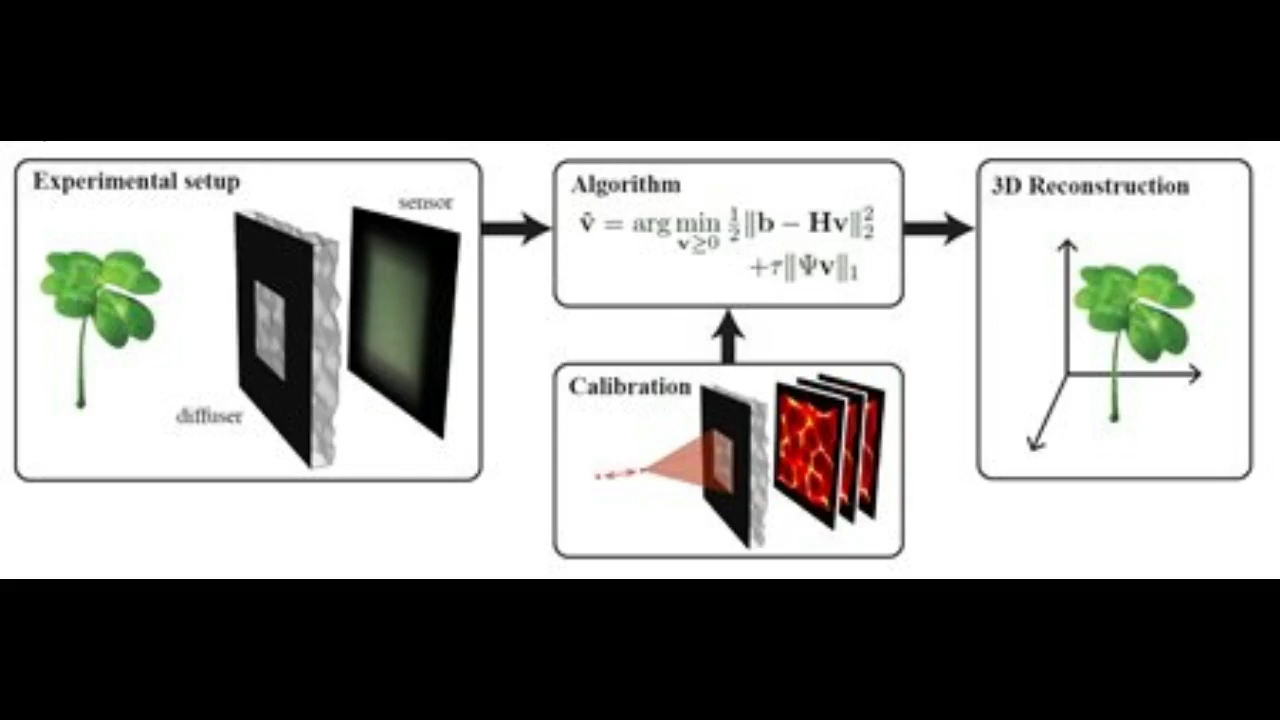 Experimental setup
sensor
diffuser
Algorithm
v̂ = arg min 1/2 ‖b − Hv‖₂²
v≥0
+τ‖Ψv‖₁
Calibration
3D Reconstruction